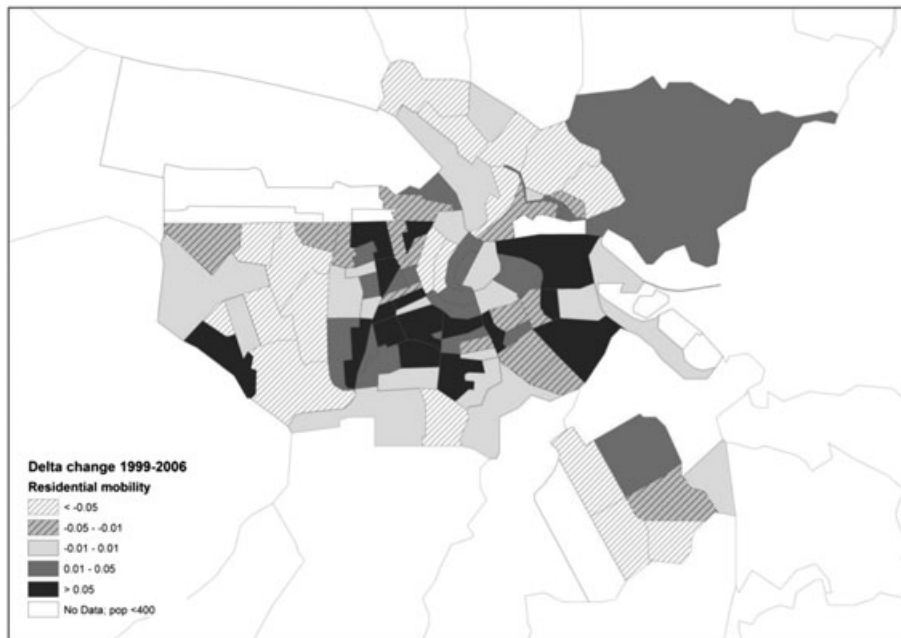 Delta change 1999-2006
Residential mobility
< -0.05
-0.05 - -0.01
-0.01 - 0.01
0.01 - 0.05
> 0.05
No Data; pop <400